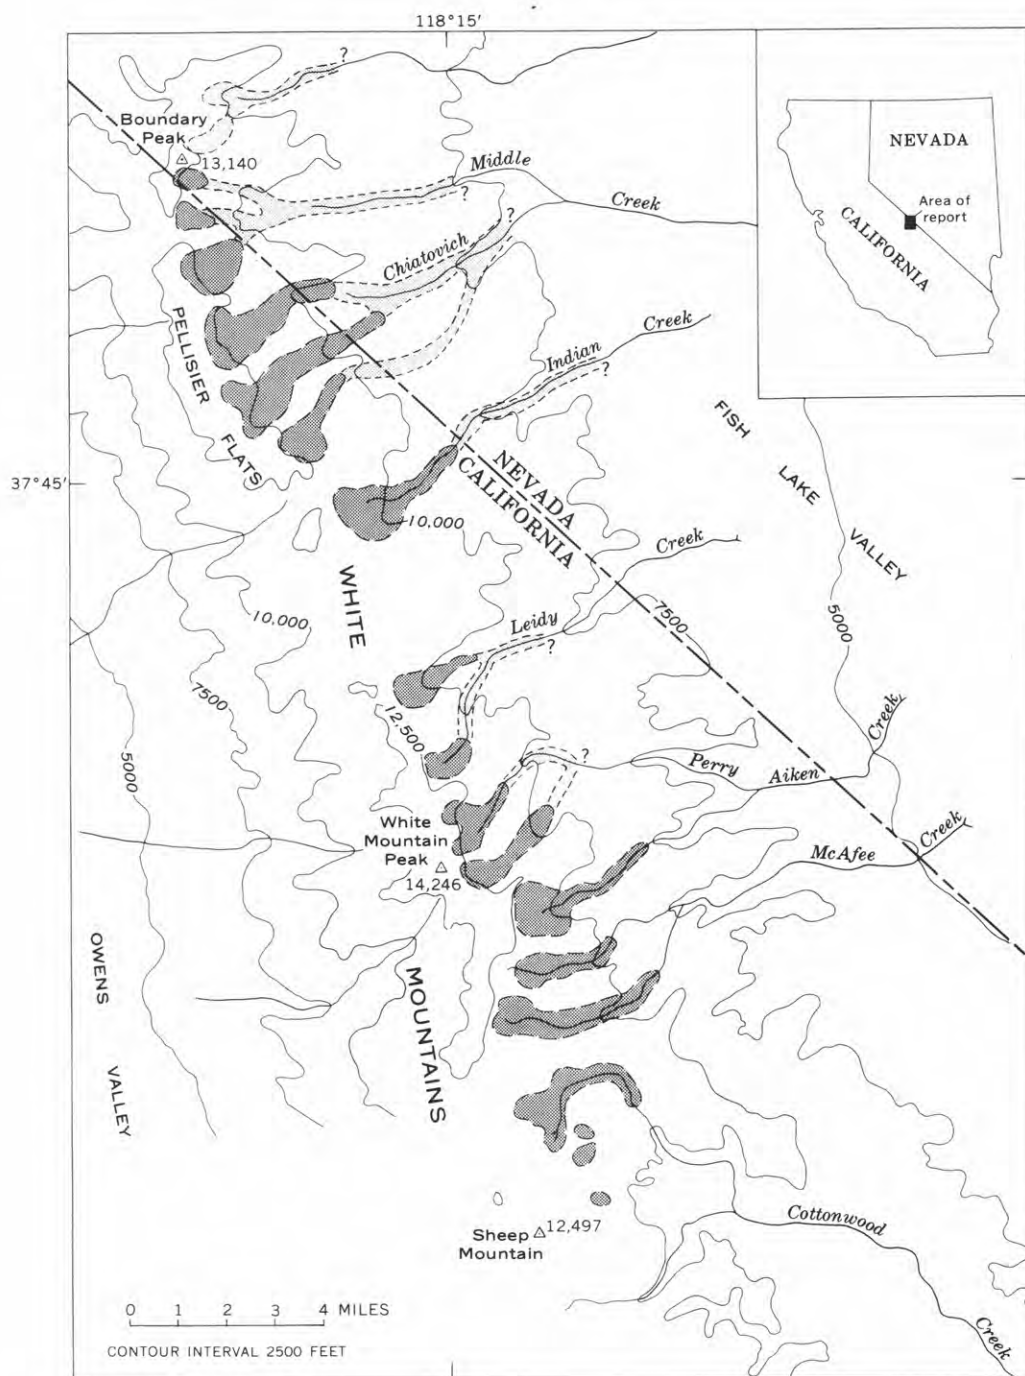 118°15'
?
Boundary
Peak
13,140
Middle
Creek
?
?
Chiatovich
Creek
Indian
?
PELLISIER
FLATS
NEVADA
CALIFORNIA
Area of
report
FISH
LAKE
VALLEY
37°45'
NEVADA
CALIFORNIA
10,000
WHITE
Creek
Leidy
?
10,000
7500
7500
5000
5000
12,500
Creek
?
Perry
Aiken
White
Mountain
Peak
14,246
McAfee
Creek
OWENS
VALLEY
MOUNTAINS
Cottonwood
Creek
Sheep
Mountain
12,497
0 1 2 3 4 MILES
CONTOUR INTERVAL 2500 FEET